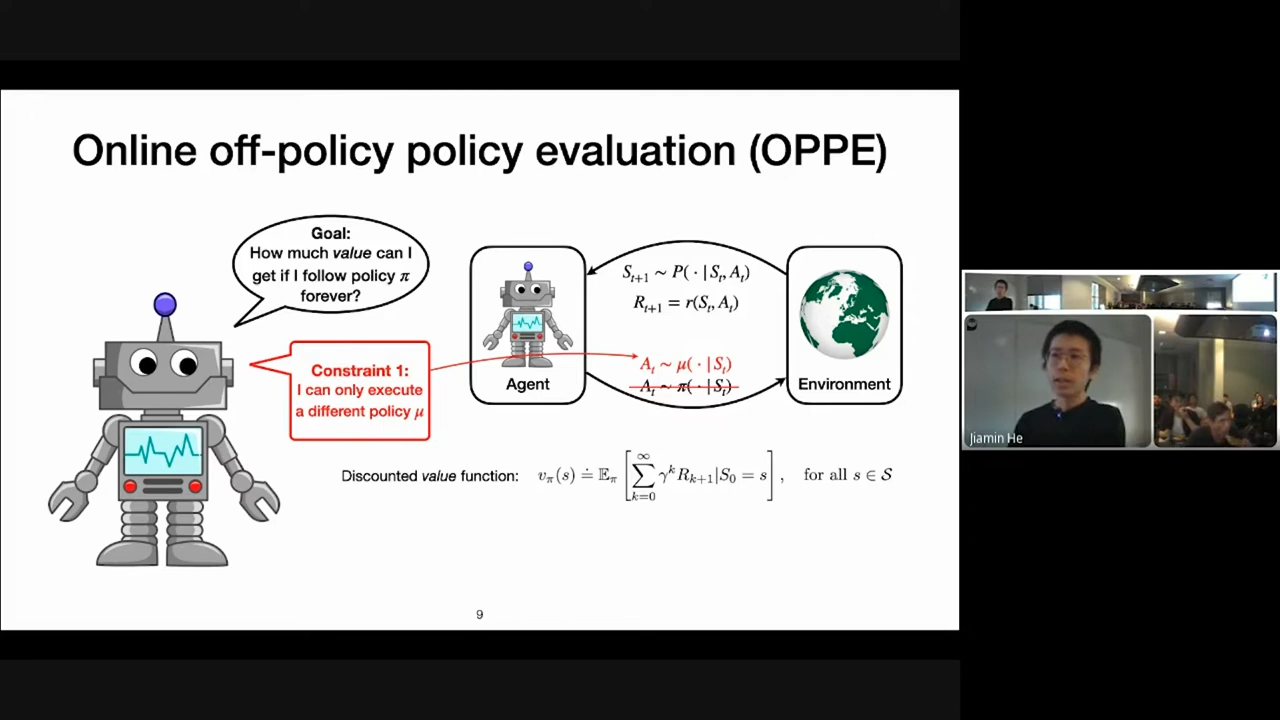 Online off-policy policy evaluation (OPPE)
Goal:
How much value can I
get if I follow policy π
forever?
Constraint 1:
I can only execute
a different policy μ
S_{t+1} ∼ P( · | S_t, A_t)
R_{t+1} = r(S_t, A_t)
A_t ∼ μ( · | S_t)
A_t ∼ π( · | S_t)
Agent
Environment
Discounted value function: v_π(s) ≐ 𝔼_π [ ∑_{k=0}^{∞} γ^k R_{k+1} | S_0 = s ] , for all s ∈ 𝒮
9
Jiamin He